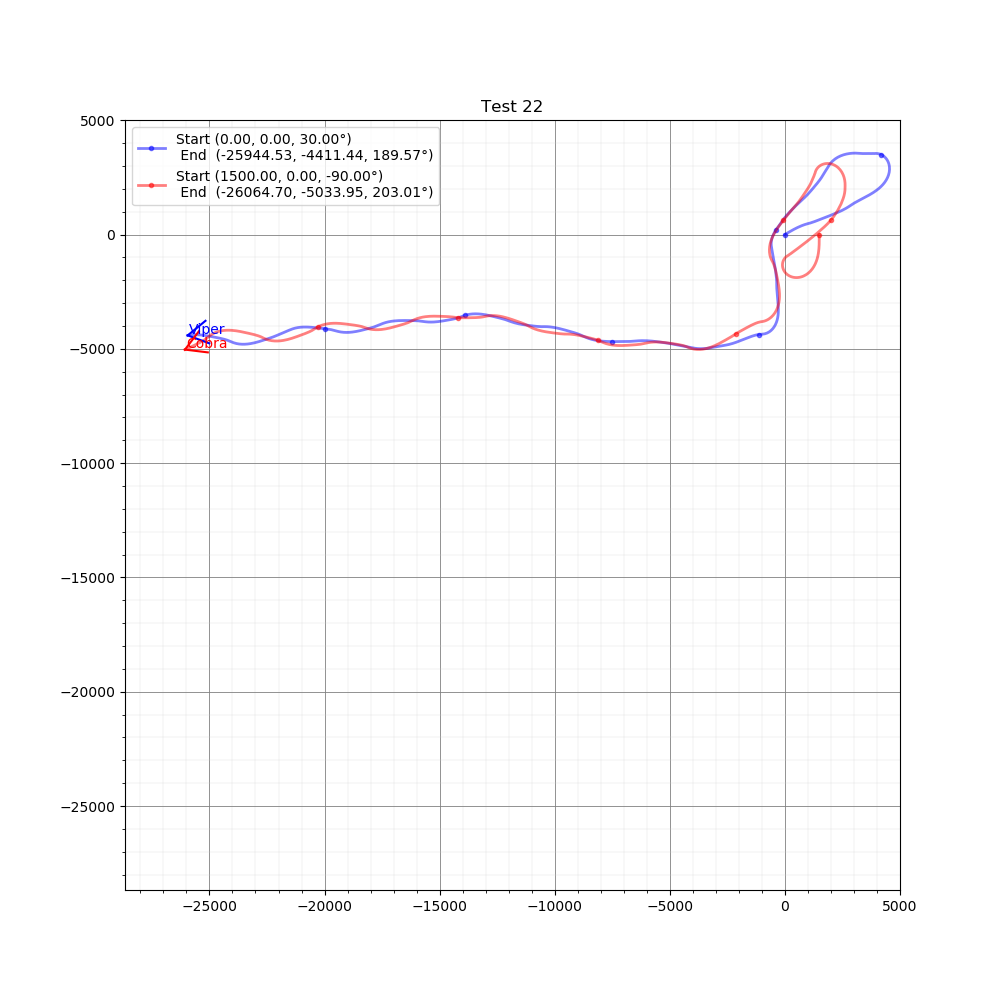 Test 22
5000
0
−5000
−10000
−15000
−20000
−25000
Start (0.00, 0.00, 30.00°)
End (-25944.53, -4411.44, 189.57°)
Start (1500.00, 0.00, -90.00°)
End (-26064.70, -5033.95, 203.01°)
Viper
Cobra
−25000 −20000 −15000 −10000 −5000 0 5000